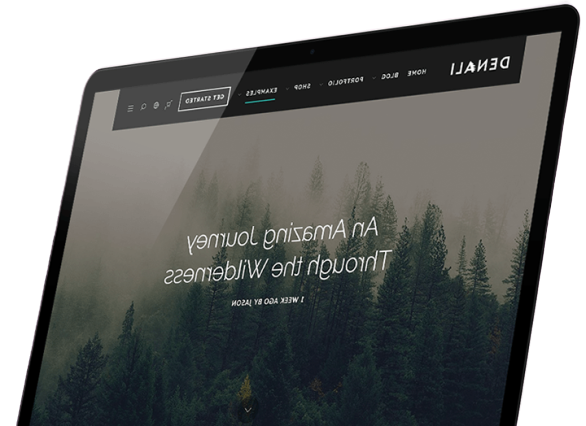 DENALI
HOME BLOG PORTFOLIO SHOP EXAMPLES GET STARTED
An Amazing Journey
Through the Wilderness
1 WEEK AGO BY JASON